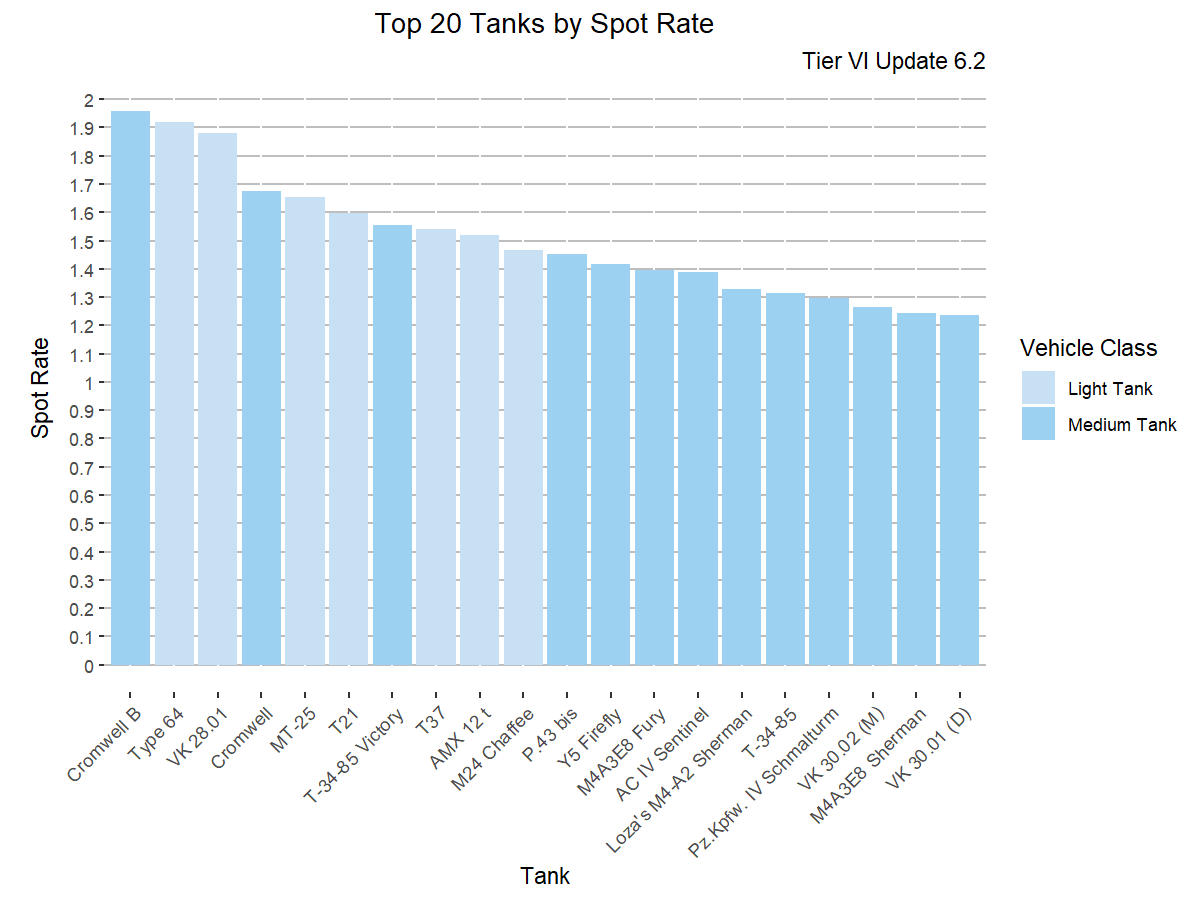 Top 20 Tanks by Spot Rate
Tier VI Update 6.2
2
1.9
1.8
1.7
1.6
1.5
1.4
1.3
1.2
1.1
1
0.9
0.8
0.7
0.6
0.5
0.4
0.3
0.2
0.1
0
Spot Rate
Cromwell B
Type 64
VK 28.01
Cromwell
MT-25
T21
T-34-85 Victory
T37
AMX 12 t
M24 Chaffee
P.43 bis
Y5 Firefly
M4A3E8 Fury
AC IV Sentinel
Loza's M4-A2 Sherman
T-34-85
Pz.Kpfw. IV Schmalturm
VK 30.02 (M)
M4A3E8 Sherman
VK 30.01 (D)
Tank
Vehicle Class
Light Tank
Medium Tank